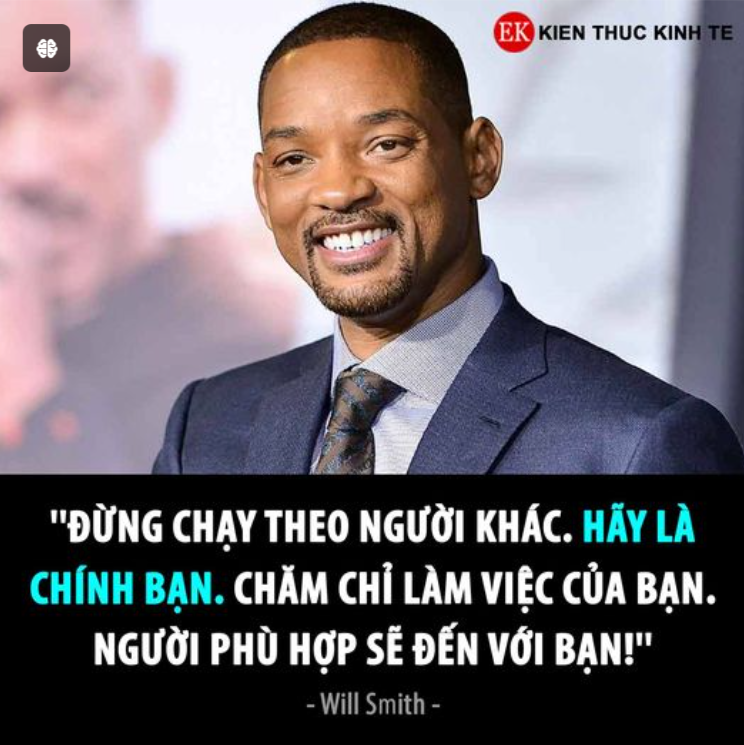 EK KIEN THUC KINH TE
"ĐỪNG CHẠY THEO NGƯỜI KHÁC. HÃY LÀ
CHÍNH BẠN. CHĂM CHỈ LÀM VIỆC CỦA BẠN.
NGƯỜI PHÙ HỢP SẼ ĐẾN VỚI BẠN!"
- Will Smith -